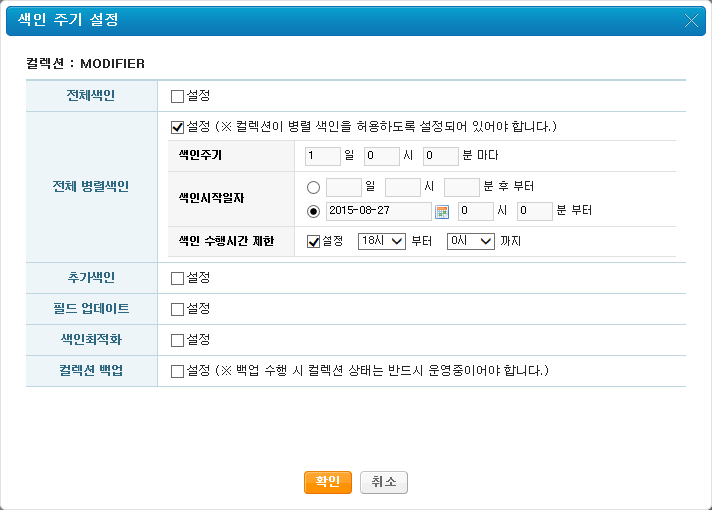 색인 주기 설정
컬렉션 : MODIFIER
전체색인 설정
전체 병렬색인 설정 (※ 컬렉션이 병렬 색인을 허용하도록 설정되어 있어야 합니다.)
색인주기 1 일 0 시 0 분 마다
색인시작일자 일 시 분 후 부터
2015-08-27 0 시 0 분 부터
색인 수행시간 제한 설정 18시 부터 0시 까지
추가색인 설정
필드 업데이트 설정
색인최적화 설정
컬렉션 백업 설정 (※ 백업 수행 시 컬렉션 상태는 반드시 운영중이어야 합니다.)
확인 취소